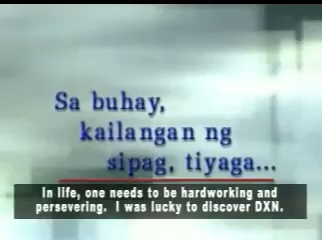 Sa buhay,
kailangan ng
sipag, tiyaga...
In life, one needs to be hardworking and
persevering. I was lucky to discover DXN.